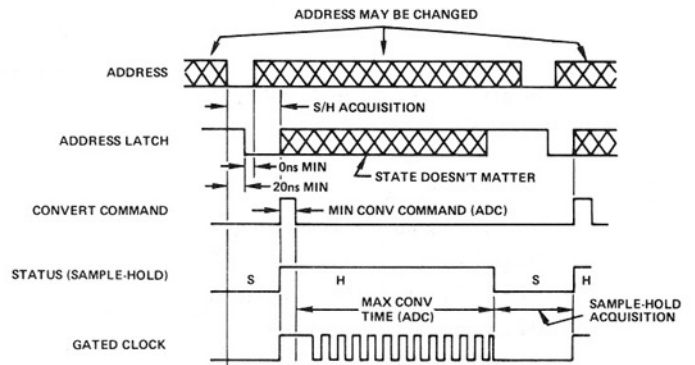 ADDRESS MAY BE CHANGED
ADDRESS
S/H ACQUISITION
ADDRESS LATCH
0ns MIN
STATE DOESN'T MATTER
20ns MIN
CONVERT COMMAND
MIN CONV COMMAND (ADC)
STATUS (SAMPLE-HOLD)
S
H
S
H
MAX CONV
TIME (ADC)
SAMPLE-HOLD
ACQUISITION
GATED CLOCK